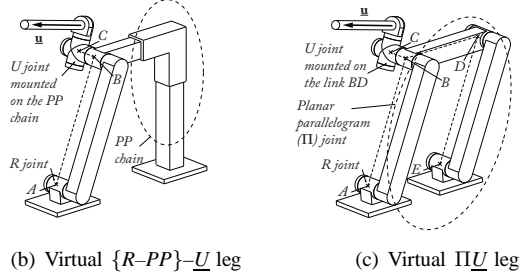 u
C
U joint
mounted
on the PP
chain
B
PP
chain
R joint
A
(b) Virtual {R–PP}–U leg
u
C
U joint
mounted on
the link BD
B
D
Planar
parallelogram
(Π) joint
R joint
A
E
(c) Virtual ΠU leg